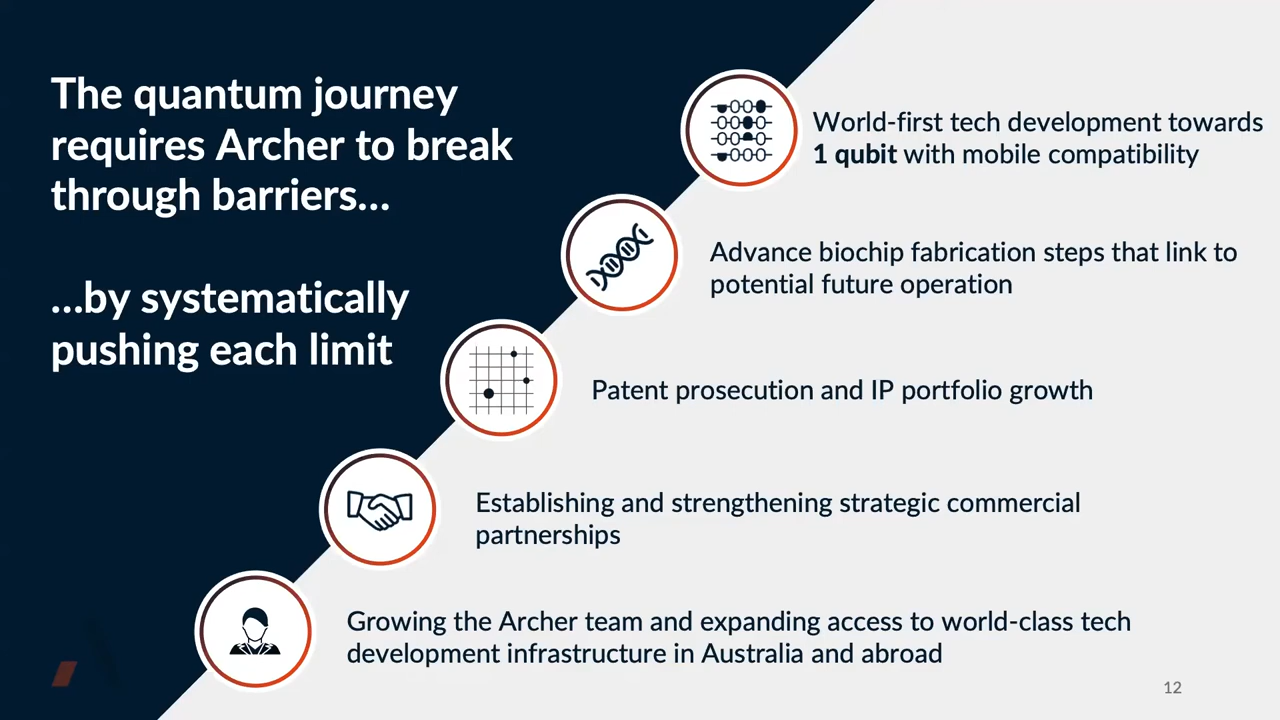 The quantum journey
requires Archer to break
through barriers...
...by systematically
pushing each limit
World-first tech development towards
1 qubit with mobile compatibility
Advance biochip fabrication steps that link to
potential future operation
Patent prosecution and IP portfolio growth
Establishing and strengthening strategic commercial
partnerships
Growing the Archer team and expanding access to world-class tech
development infrastructure in Australia and abroad
12